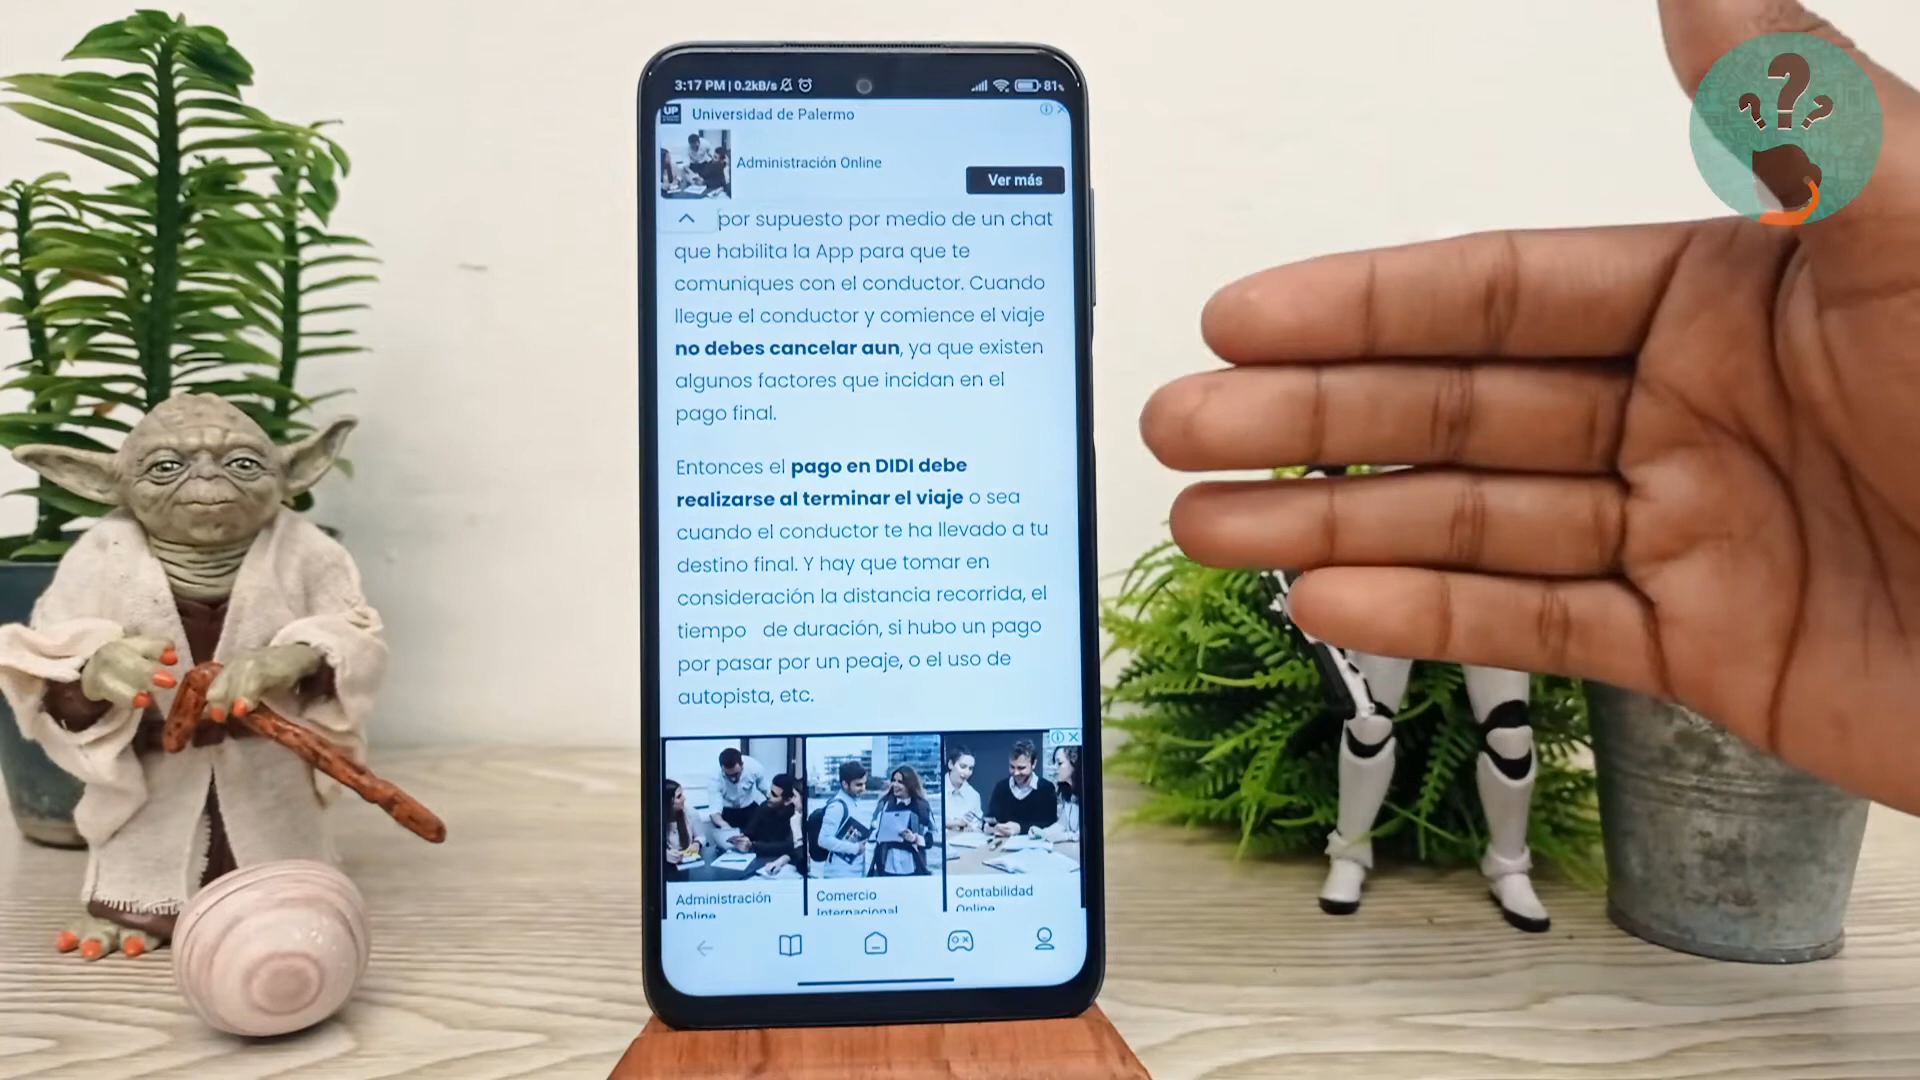 3:17 PM | 0.2kB/s
81%
UP
Universidad de Palermo
Administración Online
Ver más
por supuesto por medio de un chat
que habilita la App para que te
comuniques con el conductor. Cuando
llegue el conductor y comience el viaje
no debes cancelar aun, ya que existen
algunos factores que incidan en el
pago final.
Entonces el pago en DIDI debe
realizarse al terminar el viaje o sea
cuando el conductor te ha llevado a tu
destino final. Y hay que tomar en
consideración la distancia recorrida, el
tiempo de duración, si hubo un pago
por pasar por un peaje, o el uso de
autopista, etc.
Administración
Online
Comercio
Internacional
Contabilidad
Online